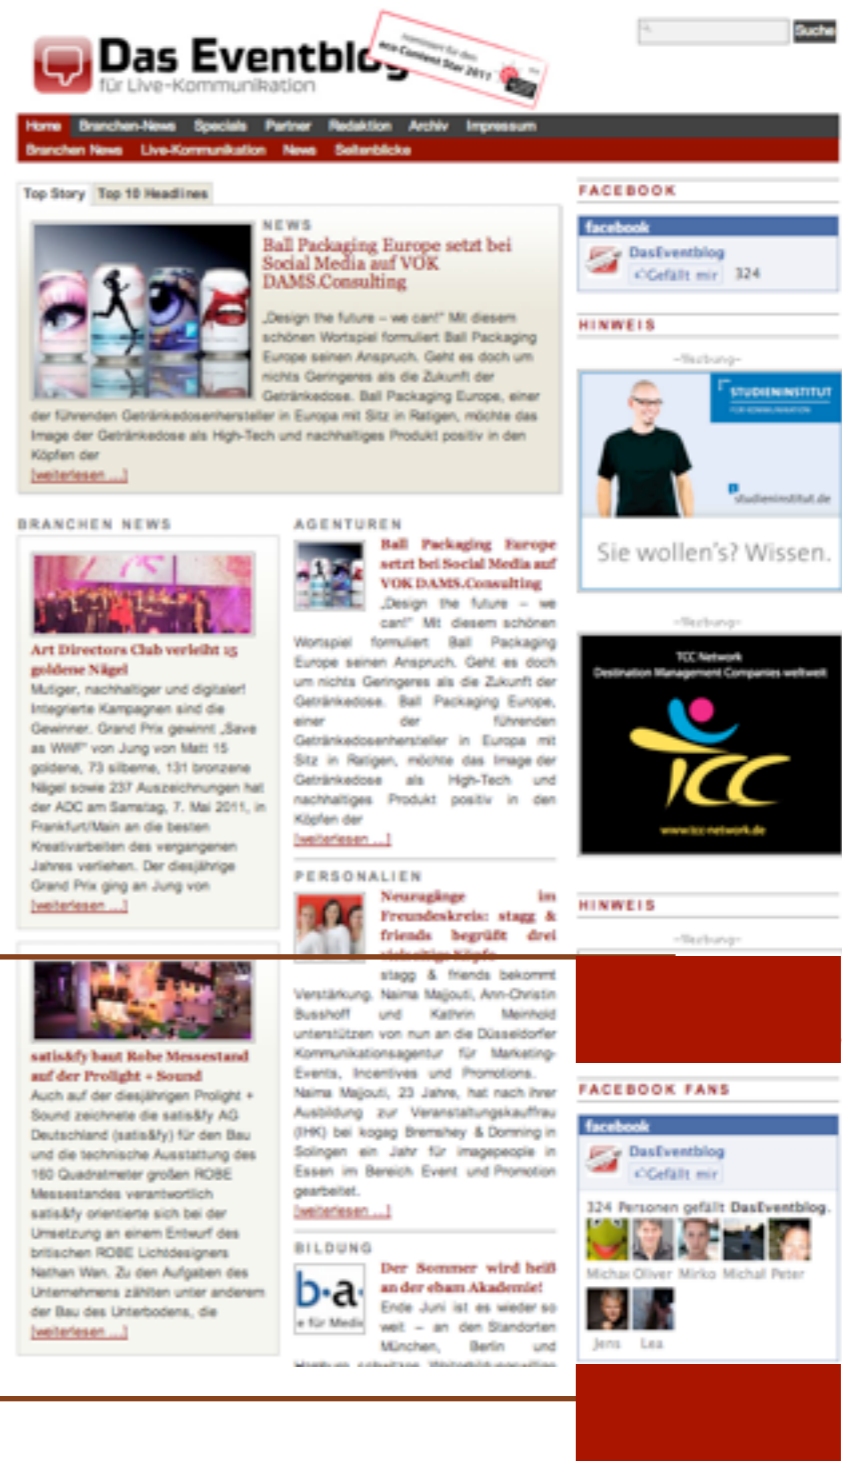 Das Eventblog
für Live-Kommunikation
nominiert für den
eco Content Star 2011
Suche
Home Branchen-News Specials Partner Redaktion Archiv Impressum
Branchen News Live-Kommunikation News Seitenblicke
Top Story Top 10 Headlines
NEWS
Ball Packaging Europe setzt bei
Social Media auf VOK
DAMS.Consulting
„Design the future – we can!" Mit diesem
schönen Wortspiel formuliert Ball Packaging
Europe seinen Anspruch. Geht es doch um
nichts Geringeres als die Zukunft der
Getränkedose. Ball Packaging Europe, einer
der führenden Getränkedosenhersteller in Europa mit Sitz in Ratigen, möchte das
Image der Getränkedose als High-Tech und nachhaltiges Produkt positiv in den
Köpfen der
[weiterlesen ...]
BRANCHEN NEWS
Art Directors Club verleiht 15
goldene Nägel
Mutiger, nachhaltiger und digitaler!
Integrierte Kampagnen sind die
Gewinner. Grand Prix gewinnt „Save
as WWF" von Jung von Matt 15
goldene, 73 silberne, 131 bronzene
Nägel sowie 237 Auszeichnungen hat
der ADC am Samstag, 7. Mai 2011, in
Frankfurt/Main an die besten
Kreativarbeiten des vergangenen
Jahres verliehen. Der diesjährige
Grand Prix ging an Jung von
[weiterlesen ...]
satis&fy baut Robe Messestand
auf der Prolight + Sound
Auch auf der diesjährigen Prolight +
Sound zeichnete die satis&fy AG
Deutschland (satis&fy) für den Bau
und die technische Ausstattung des
160 Quadratmeter großen ROBE
Messestandes verantwortlich
satis&fy orientierte sich bei der
Umsetzung an einem Entwurf des
britischen ROBE Lichtdesigners
Nathan Wan. Zu den Aufgaben des
Unternehmens zählten unter anderem
der Bau des Unterbodens, die
[weiterlesen ...]
AGENTUREN
Ball Packaging Europe
setzt bei Social Media auf
VOK DAMS.Consulting
„Design the future – we
can!" Mit diesem schönen
Wortspiel formuliert Ball Packaging
Europe seinen Anspruch. Geht es doch
um nichts Geringeres als die Zukunft der
Getränkedose. Ball Packaging Europe,
einer der führenden
Getränkedosenhersteller in Europa mit
Sitz in Ratigen, möchte das Image der
Getränkedose als High-Tech und
nachhaltiges Produkt positiv in den
Köpfen der
[weiterlesen ...]
PERSONALIEN
Neuzugänge im
Freundeskreis: stagg &
friends begrüßt drei
vielseitige Köpfe
stagg & friends bekommt
Verstärkung. Naima Majjouti, Ann-Christin
Busshoff und Kathrin Meinhold
unterstützen von nun an die Düsseldorfer
Kommunikationsagentur für Marketing-
Events, Incentives und Promotions.
Naima Majjouti, 23 Jahre, hat nach ihrer
Ausbildung zur Veranstaltungskauffrau
(IHK) bei kogag Bremshey & Domning in
Solingen ein Jahr für imagepeople in
Essen im Bereich Event und Promotion
gearbeitet.
[weiterlesen ...]
BILDUNG
b·a·
e für Medie
Der Sommer wird heiß
an der ebam Akademie!
Ende Juni ist es wieder so
weit – an den Standorten
München, Berlin und
FACEBOOK
facebook
DasEventblog
Gefällt mir 324
HINWEIS
-Werbung-
STUDIENINSTITUT
FÜR KOMMUNIKATION
studieninstitut.de
Sie wollen's? Wissen.
-Werbung-
TCC Network
Destination Management Companies weltweit
TCC
www.tcc-network.de
HINWEIS
-Werbung-
FACEBOOK FANS
facebook
DasEventblog
Gefällt mir
324 Personen gefällt DasEventblog.
Michae Oliver Mirko Michal Peter
Jens Lea